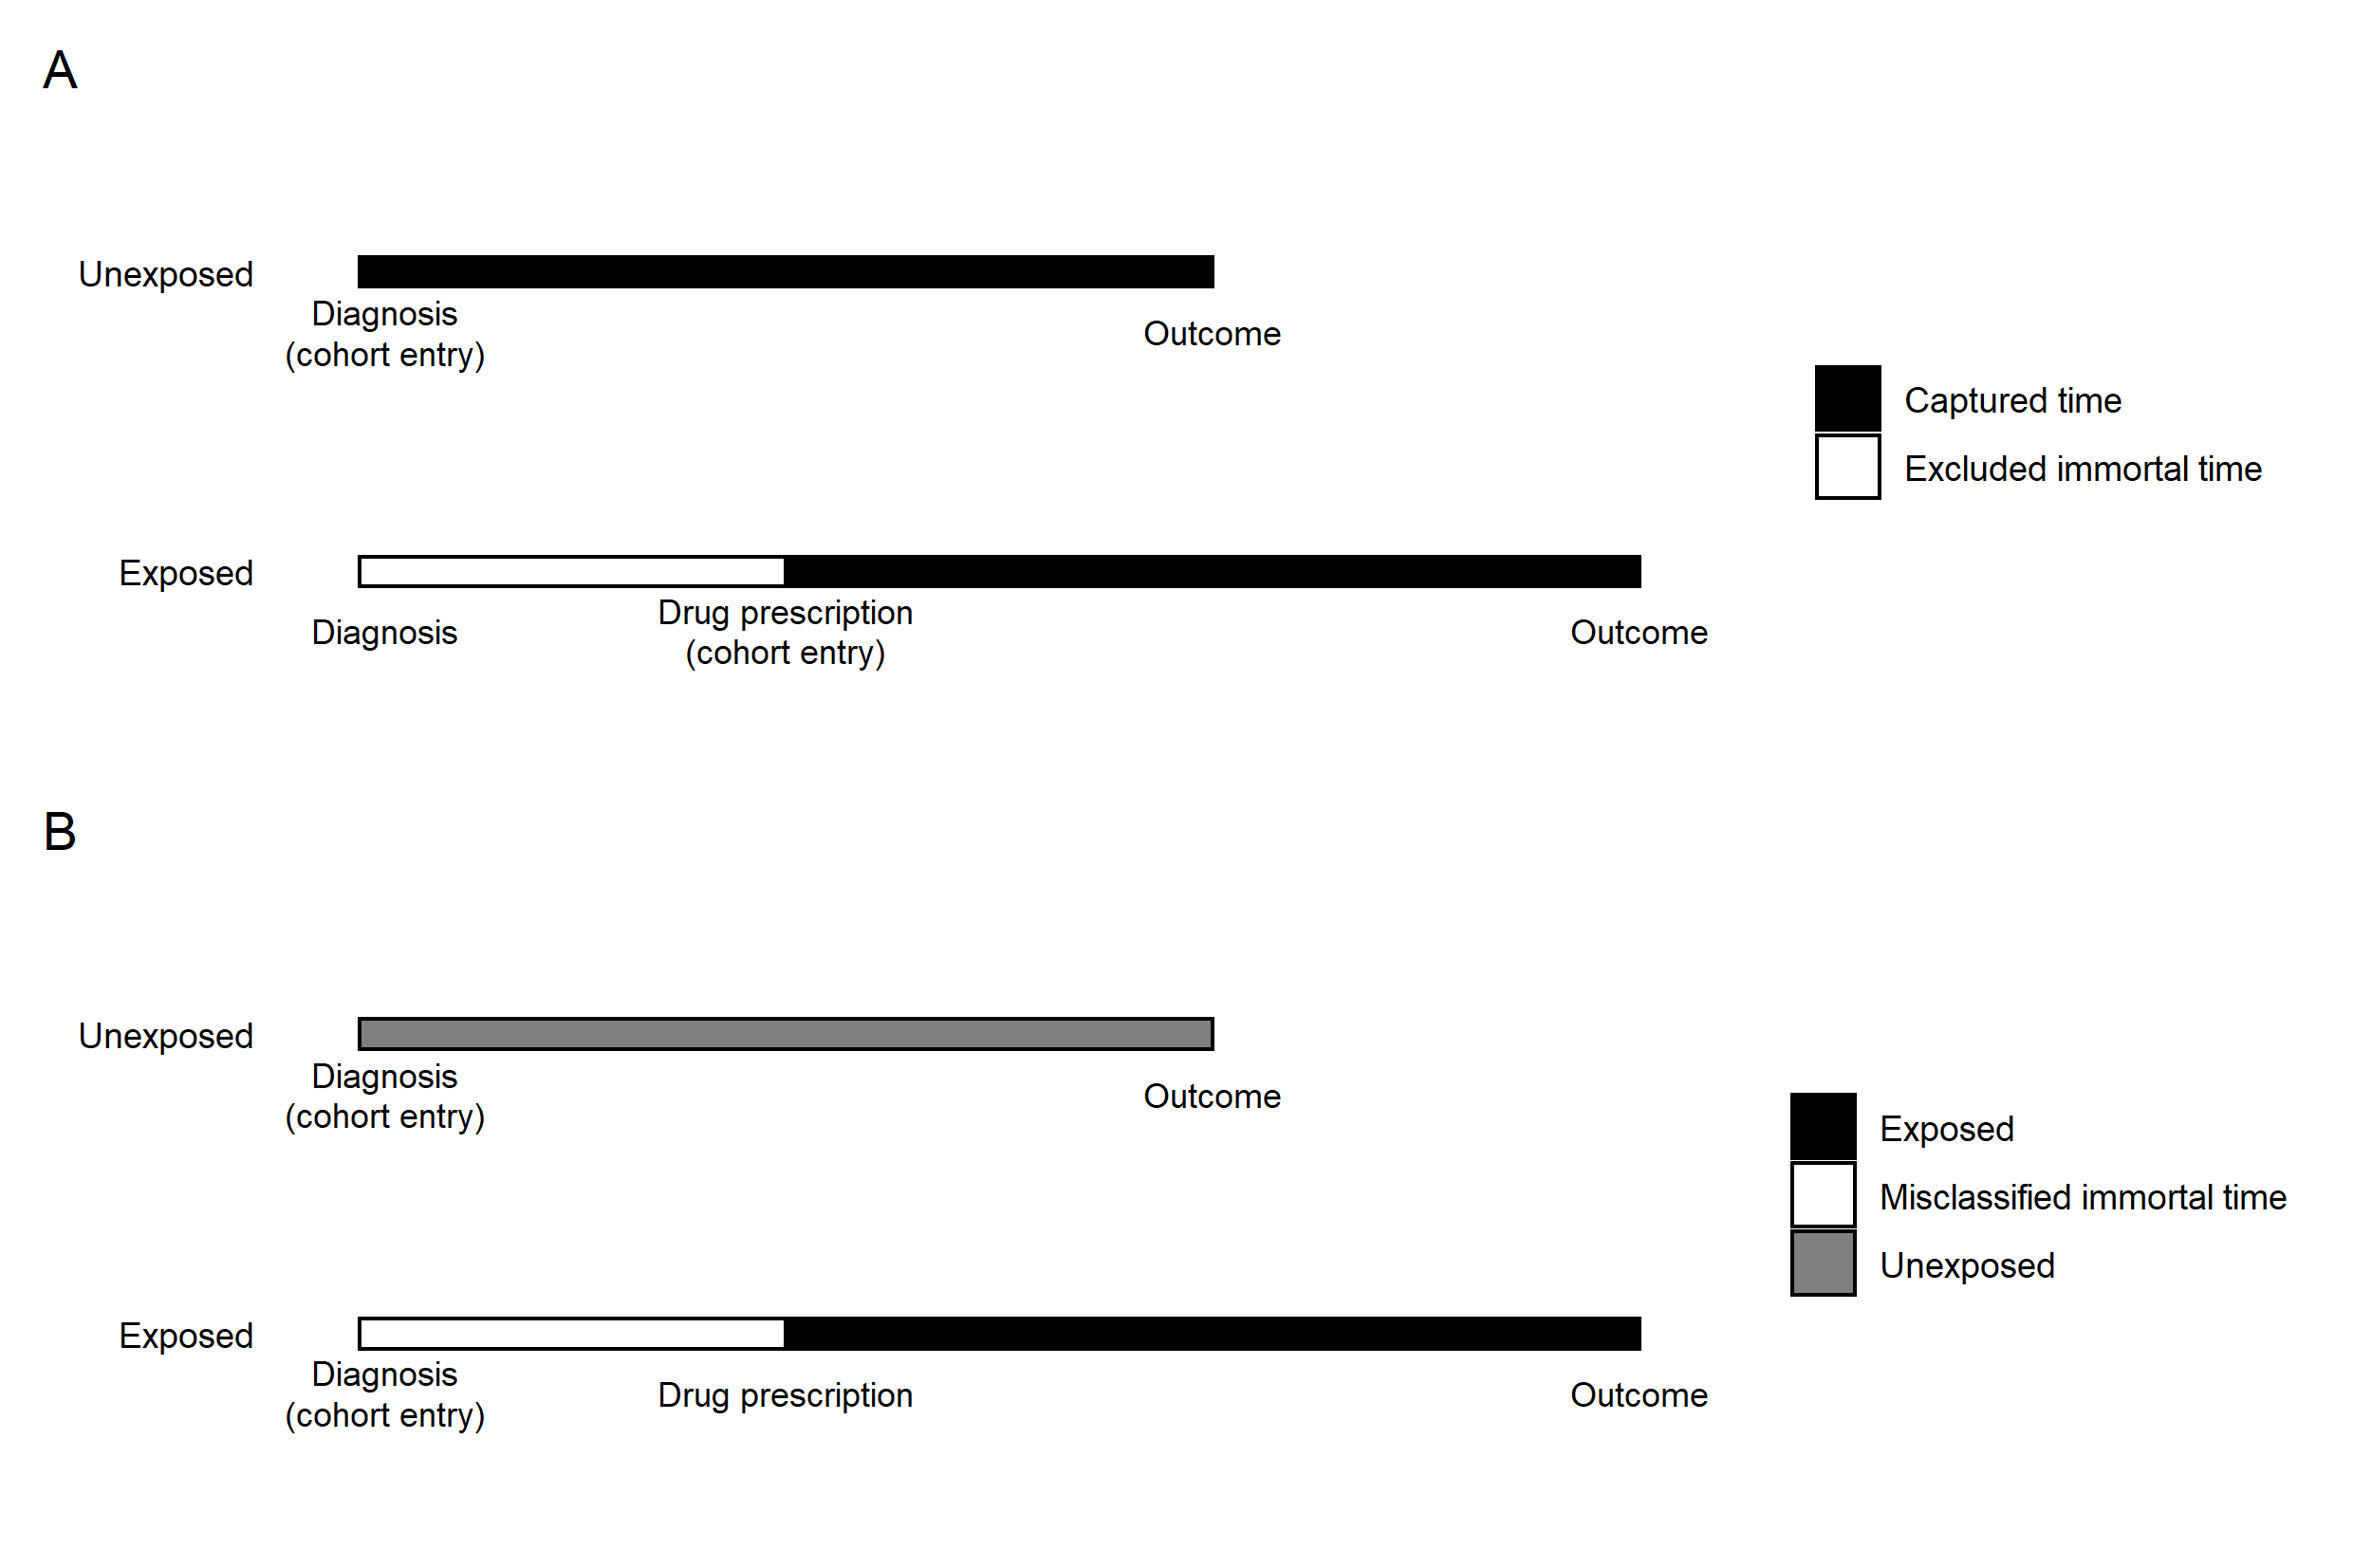 A
Unexposed
Diagnosis
(cohort entry)
Outcome
Captured time
Excluded immortal time
Exposed
Diagnosis
Drug prescription
(cohort entry)
Outcome
B
Unexposed
Diagnosis
(cohort entry)
Outcome
Exposed
Misclassified immortal time
Unexposed
Exposed
Diagnosis
(cohort entry)
Drug prescription
Outcome